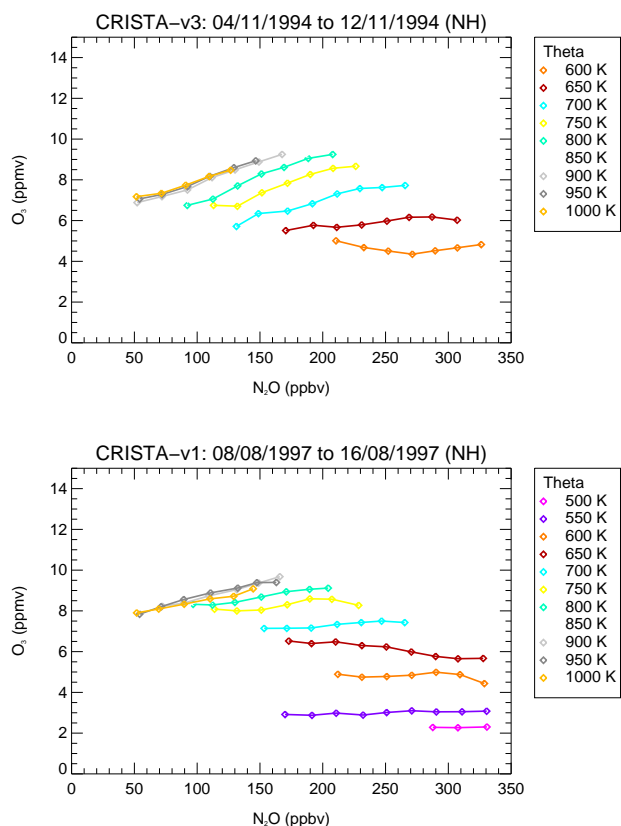 CRISTA−v3: 04/11/1994 to 12/11/1994 (NH)
14
12
10
8
6
4
2
0
O₃ (ppmv)
0 50 100 150 200 250 300 350
N₂O (ppbv)
Theta
600 K
650 K
700 K
750 K
800 K
850 K
900 K
950 K
1000 K
CRISTA−v1: 08/08/1997 to 16/08/1997 (NH)
14
12
10
8
6
4
2
0
O₃ (ppmv)
0 50 100 150 200 250 300 350
N₂O (ppbv)
Theta
500 K
550 K
600 K
650 K
700 K
750 K
800 K
850 K
900 K
950 K
1000 K